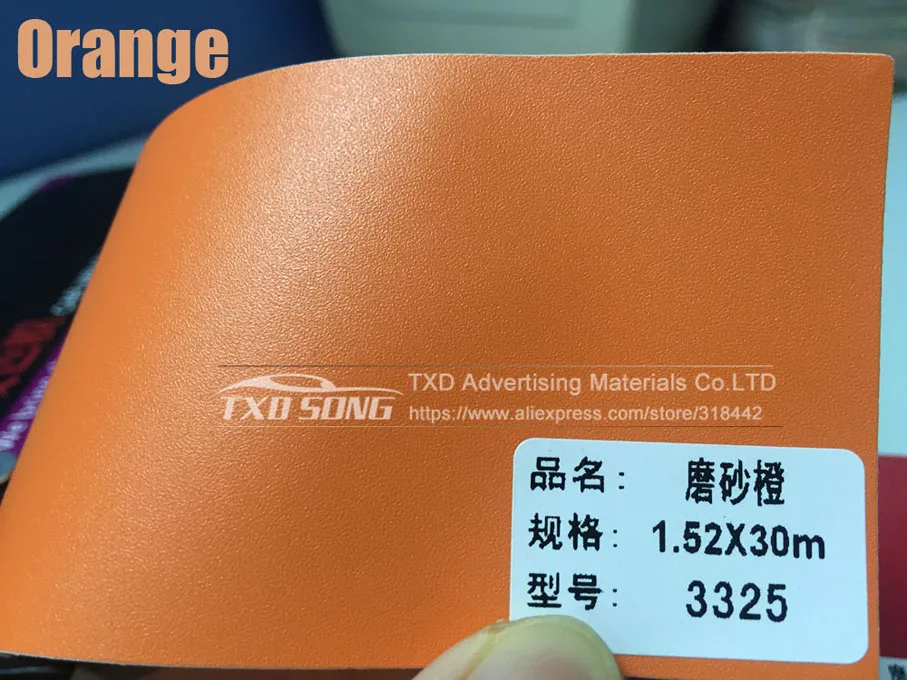 Orange
TXD SONG
TXD Advertising Materials Co.LTD
https://www.aliexpress.com/store/318442
品名: 磨砂橙
规格: 1.52X30m
型号: 3325